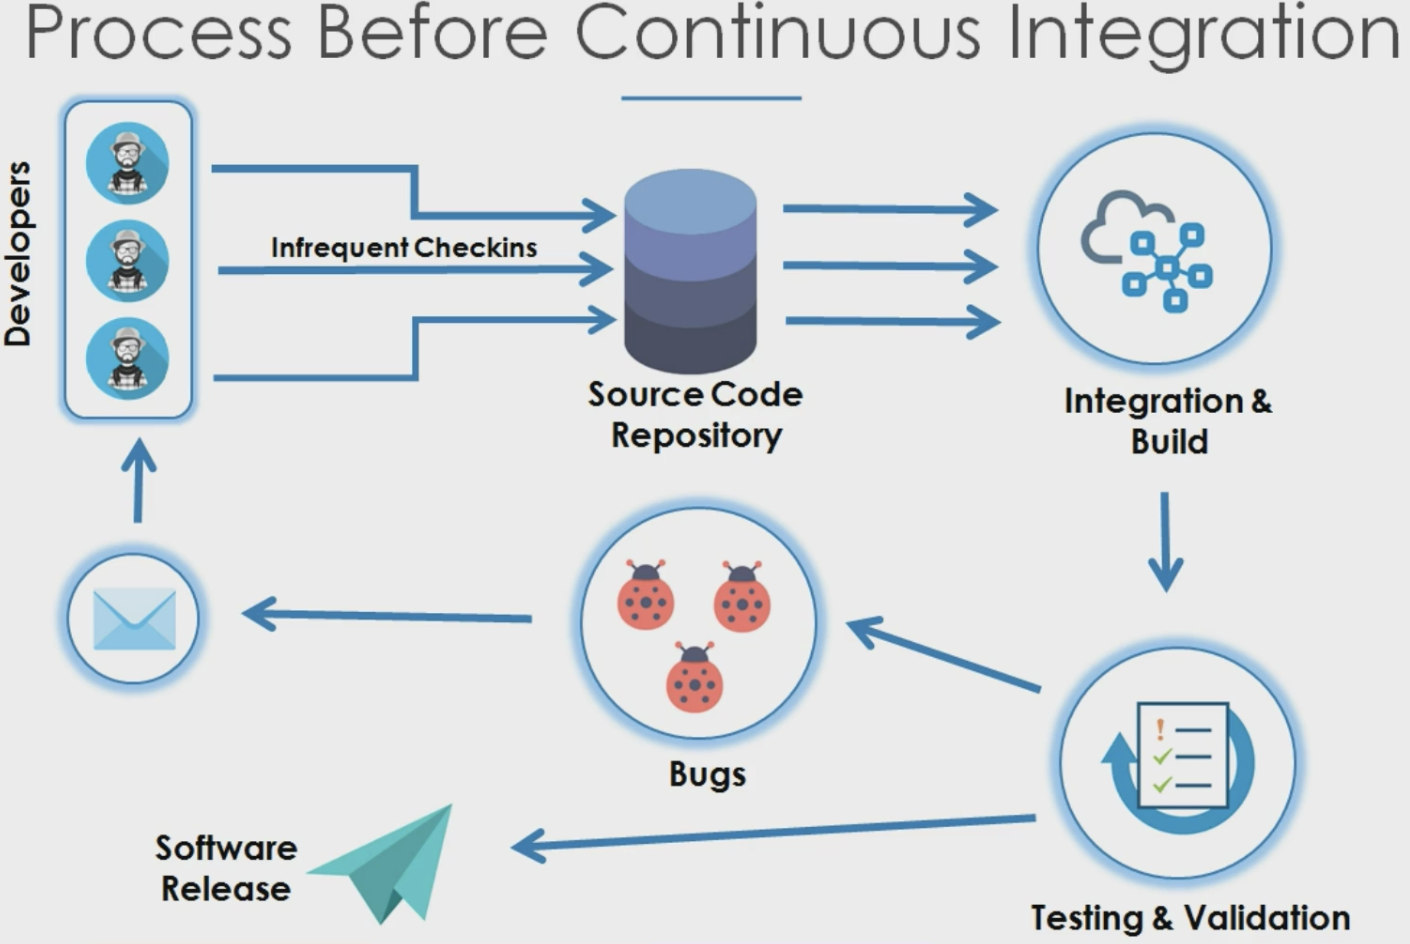 Process Before Continuous Integration
Developers
Infrequent Checkins
Source Code
Repository
Integration &
Build
Bugs
Software
Release
Testing & Validation